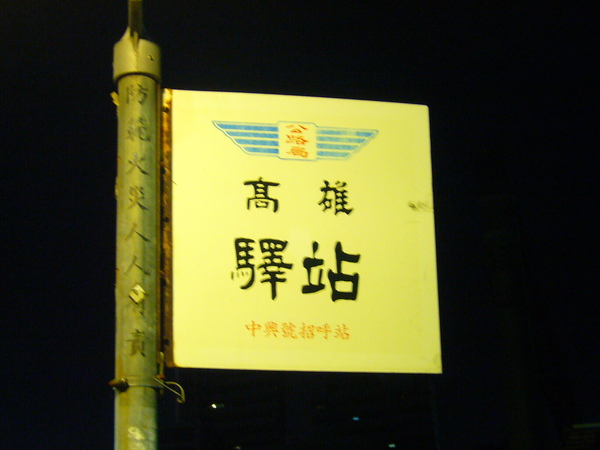 公路局
高雄
驛站
中興號招呼站
防範火災人人有責